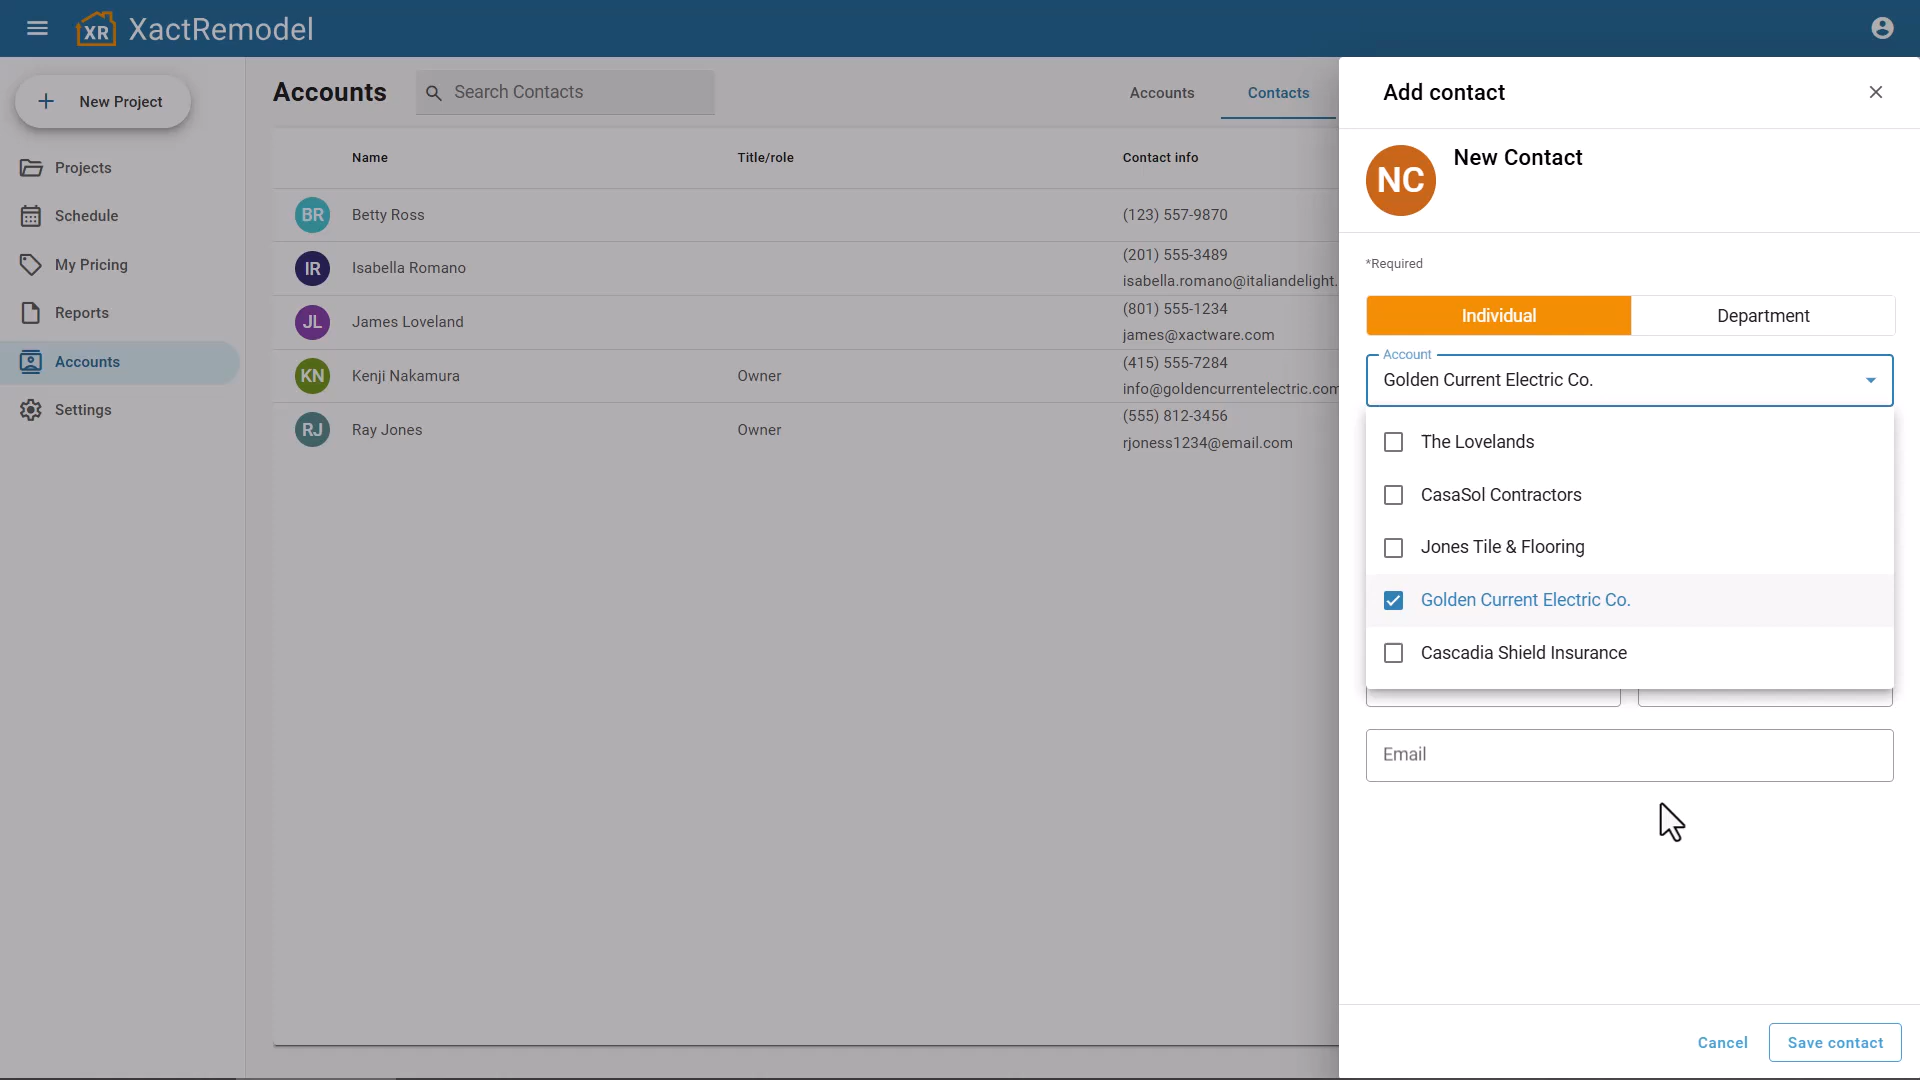 XR XactRemodel
New Project
Projects
Schedule
My Pricing
Reports
Accounts
Settings
Accounts
Search Contacts
Accounts
Contacts
Name Title/role Contact info
BR Betty Ross (123) 557-9870
IR Isabella Romano (201) 555-3489
isabella.romano@italiandelight.
JL James Loveland (801) 555-1234
james@xactware.com
KN Kenji Nakamura Owner (415) 555-7284
info@goldencurrentelectric.com
RJ Ray Jones Owner (555) 812-3456
rjoness1234@email.com
Add contact
NC New Contact
*Required
Individual Department
Account
Golden Current Electric Co.
The Lovelands
CasaSol Contractors
Jones Tile & Flooring
Golden Current Electric Co.
Cascadia Shield Insurance
Email
Cancel Save contact